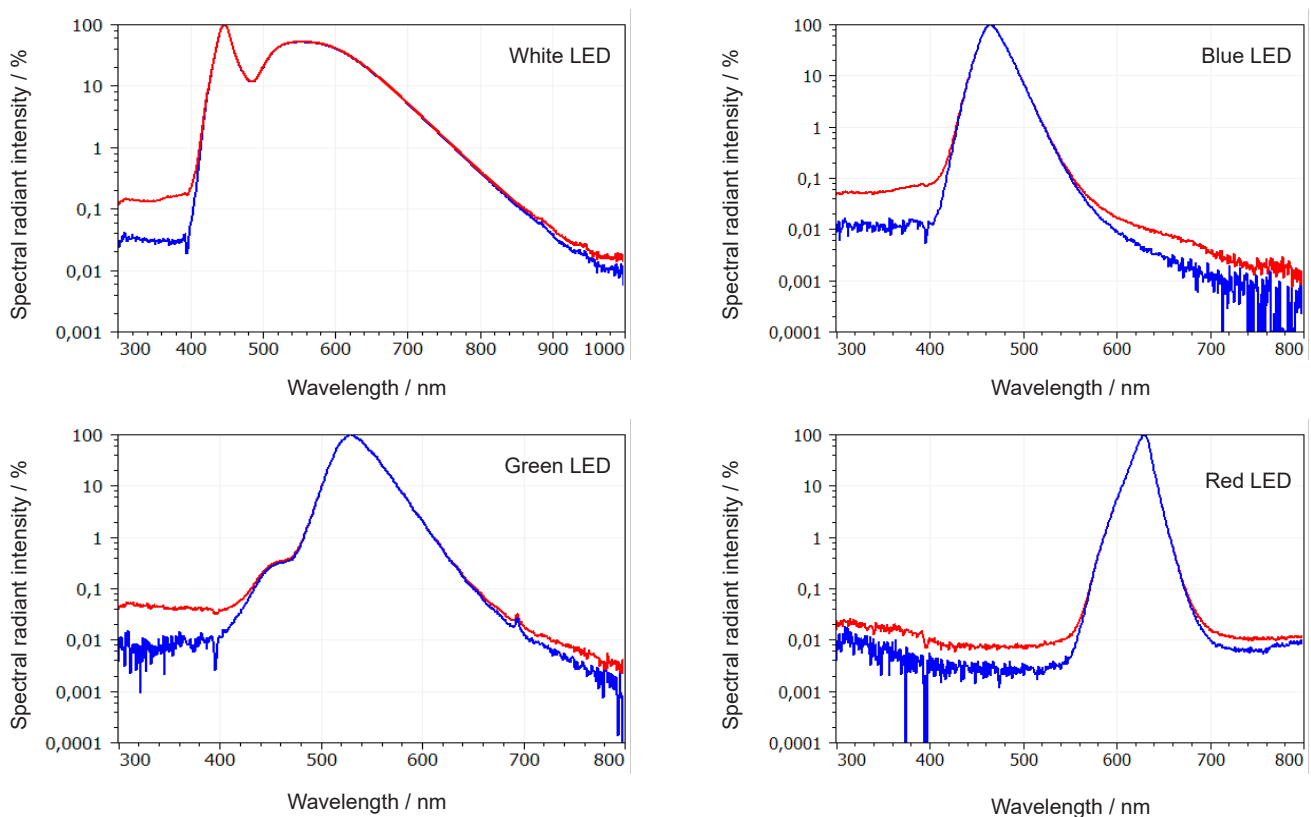 Spectral radiant intensity / %
100
10
1
0,1
0,01
0,001
White LED
300 400 500 600 700 800 900 1000
Wavelength / nm
Spectral radiant intensity / %
100
10
1
0,1
0,01
0,001
0,0001
Blue LED
300 400 500 600 700 800
Wavelength / nm
Spectral radiant intensity / %
100
10
1
0,1
0,01
0,001
0,0001
Green LED
300 400 500 600 700 800
Wavelength / nm
Spectral radiant intensity / %
100
10
1
0,1
0,01
0,001
0,0001
Red LED
300 400 500 600 700 800
Wavelength / nm